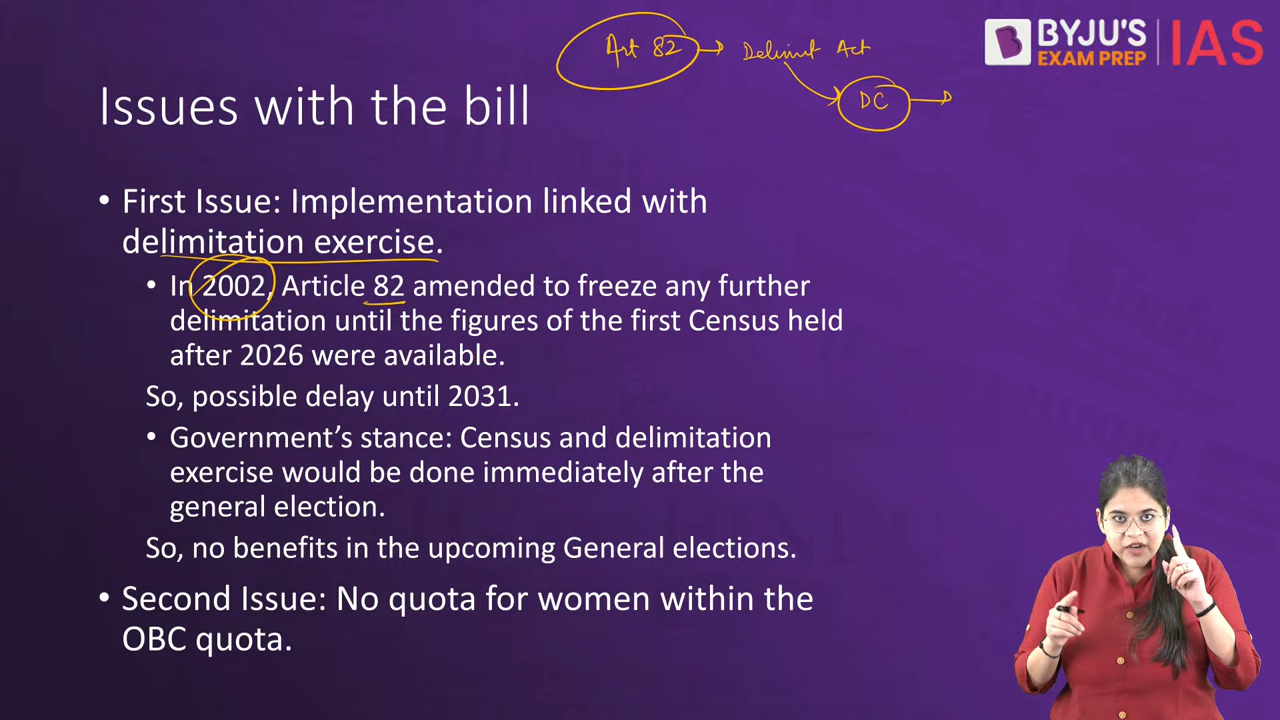 Art 82 → Delimit Act
BYJU'S
EXAM PREP
IAS
DC →
Issues with the bill
• First Issue: Implementation linked with
delimitation exercise.
• In 2002, Article 82 amended to freeze any further
delimitation until the figures of the first Census held
after 2026 were available.
So, possible delay until 2031.
• Government’s stance: Census and delimitation
exercise would be done immediately after the
general election.
So, no benefits in the upcoming General elections.
• Second Issue: No quota for women within the
OBC quota.